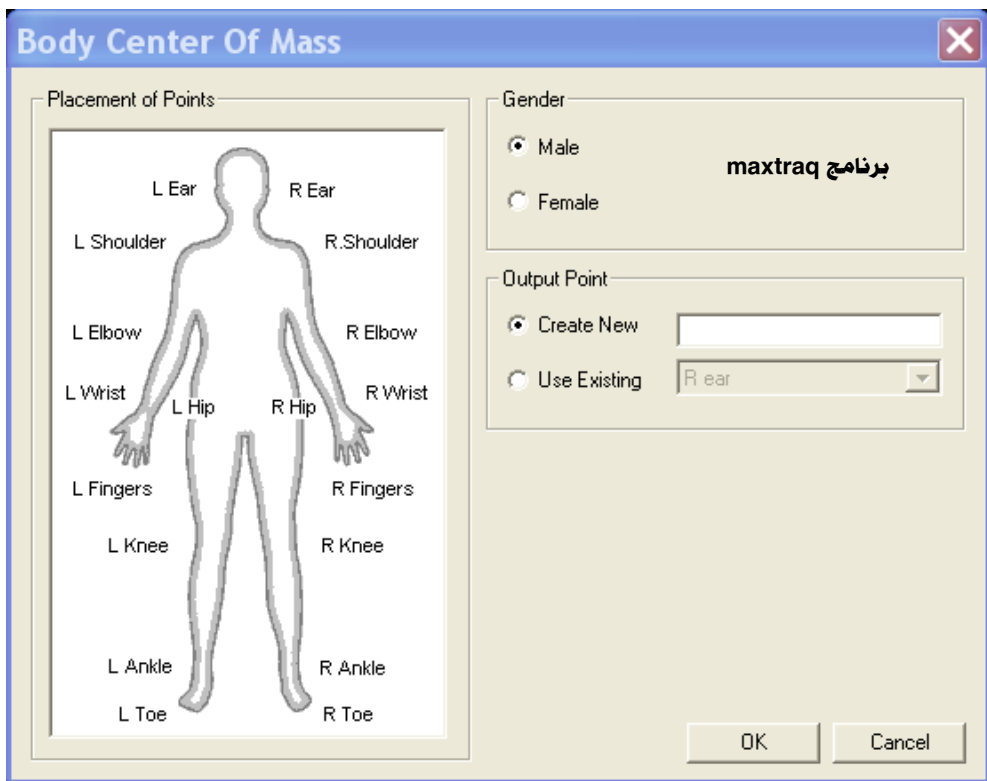 Body Center Of Mass
Placement of Points
L Ear R Ear
L Shoulder R.Shoulder
L Elbow R Elbow
L Wrist R Wrist
L Hip R Hip
L Fingers R Fingers
L Knee R Knee
L Ankle R Ankle
L Toe R Toe
Gender
Male
برنامج maxtraq
Female
Output Point
Create New
Use Existing R ear
OK Cancel